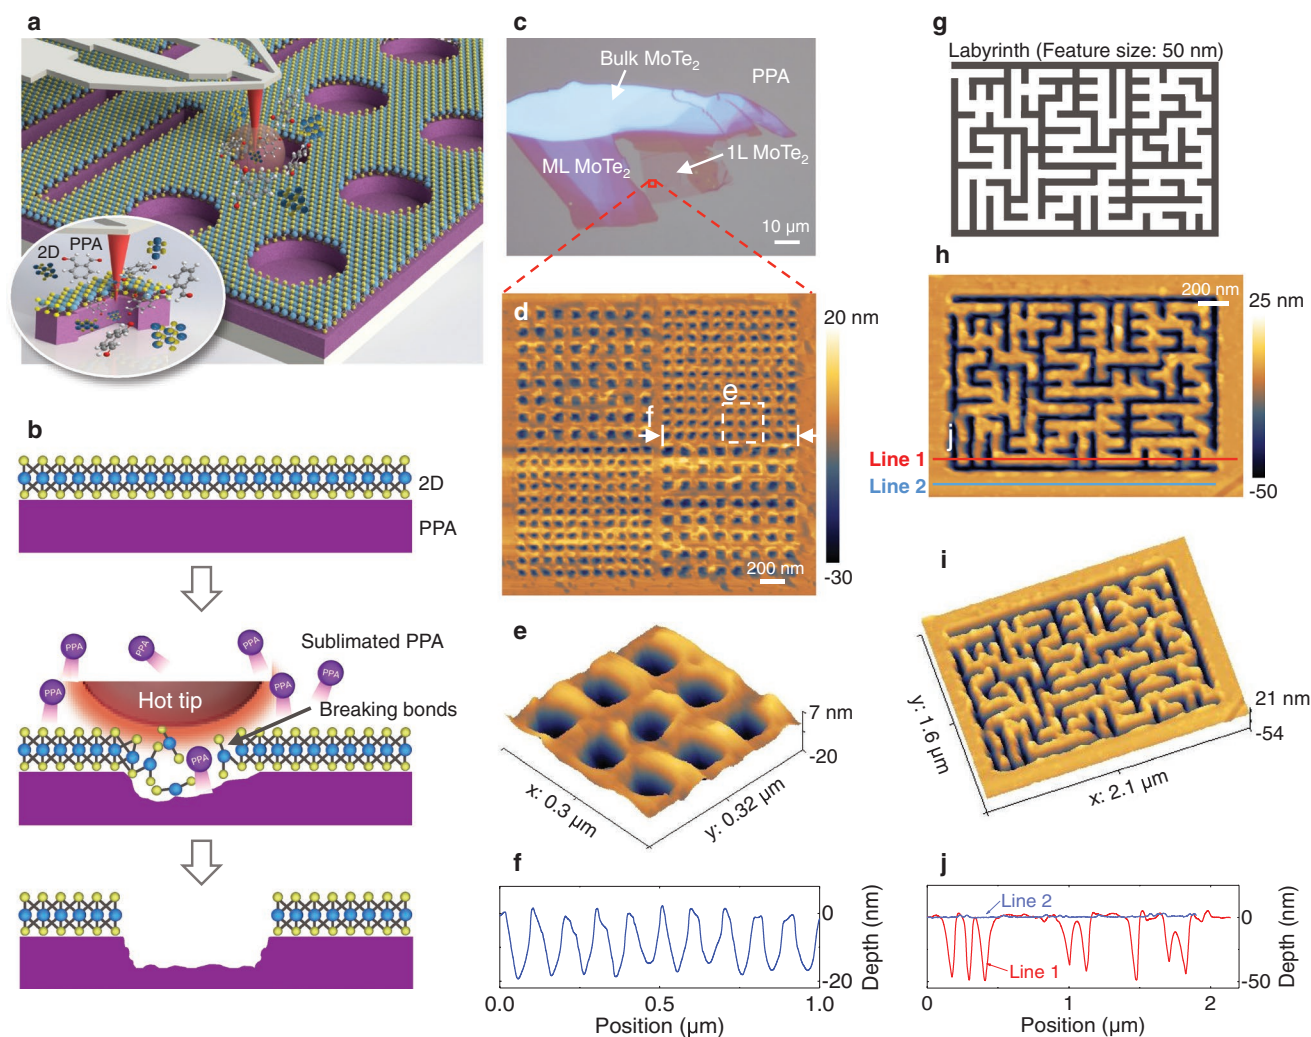 a
2D
PPA
b
2D
PPA
PPA
PPA
PPA
PPA
PPA
PPA
PPA
Sublimated PPA
Hot tip
Breaking bonds
c
Bulk MoTe₂
PPA
ML MoTe₂
1L MoTe₂
10 µm
d
20 nm
e
f
200 nm
-30
e
7 nm
-20
x: 0.3 µm
y: 0.32 µm
f
0
-20
Depth (nm)
0.0
0.5
1.0
Position (µm)
g
Labyrinth (Feature size: 50 nm)
h
200 nm
25 nm
j
Line 1
Line 2
-50
i
21 nm
-54
y: 1.6 µm
x: 2.1 µm
j
Line 2
Line 1
0
-50
Depth (nm)
0
1
2
Position (µm)